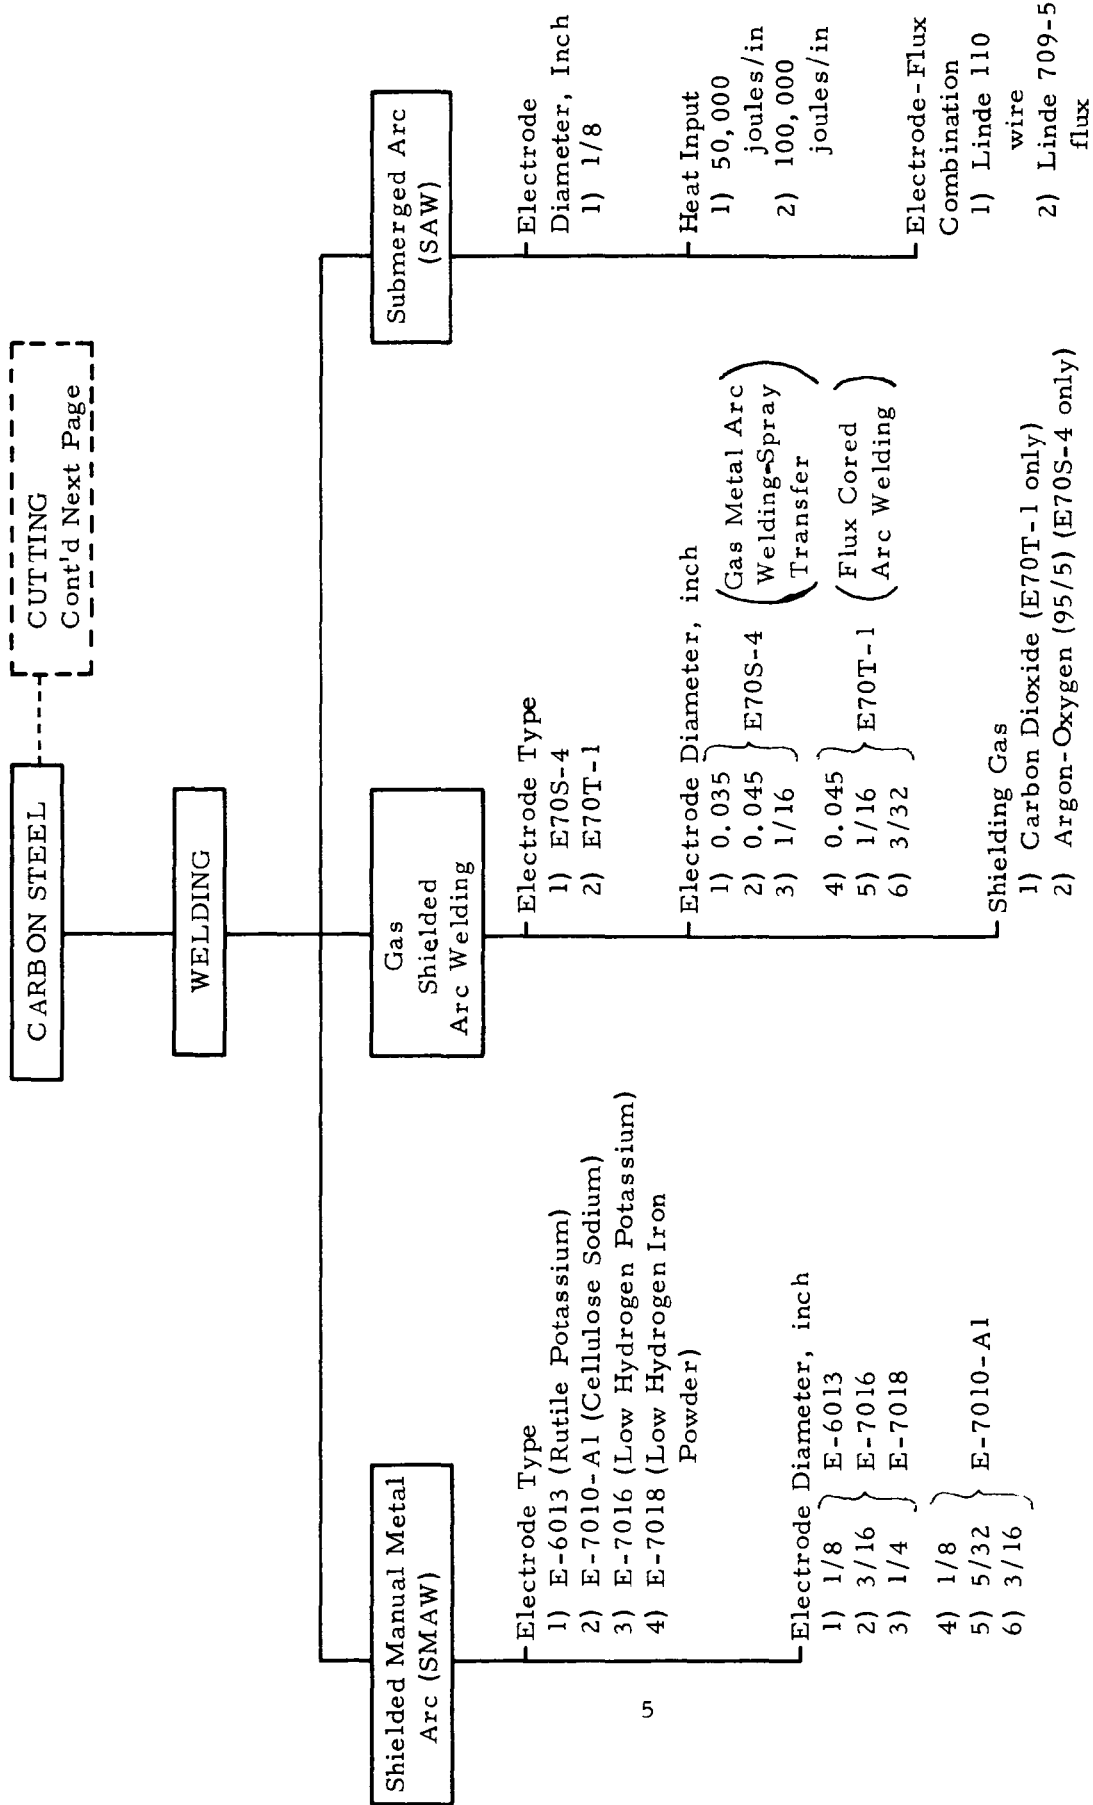 CARBON STEEL
CUTTING
Cont'd Next Page
WELDING
Shielded Manual Metal
Arc (SMAW)
Electrode Type
1) E-6013 (Rutile Potassium)
2) E-7010-A1 (Cellulose Sodium)
3) E-7016 (Low Hydrogen Potassium)
4) E-7018 (Low Hydrogen Iron
Powder)
Electrode Diameter, inch
1) 1/8 E-6013
2) 3/16 E-7016
3) 1/4 E-7018
4) 1/8
5) 5/32 E-7010-A1
6) 3/16
Gas
Shielded
Arc Welding
Electrode Type
1) E70S-4
2) E70T-1
Electrode Diameter, inch
1) 0.035
2) 0.045 E70S-4
3) 1/16
(Gas Metal Arc
Welding-Spray
Transfer)
4) 0.045
5) 1/16 E70T-1
6) 3/32
(Flux Cored
Arc Welding)
Shielding Gas
1) Carbon Dioxide (E70T-1 only)
2) Argon-Oxygen (95/5) (E70S-4 only)
Submerged Arc
(SAW)
Electrode
Diameter, Inch
1) 1/8
Heat Input
1) 50,000
joules/in
2) 100,000
joules/in
Electrode-Flux
Combination
1) Linde 110
wire
2) Linde 709-5
flux
5